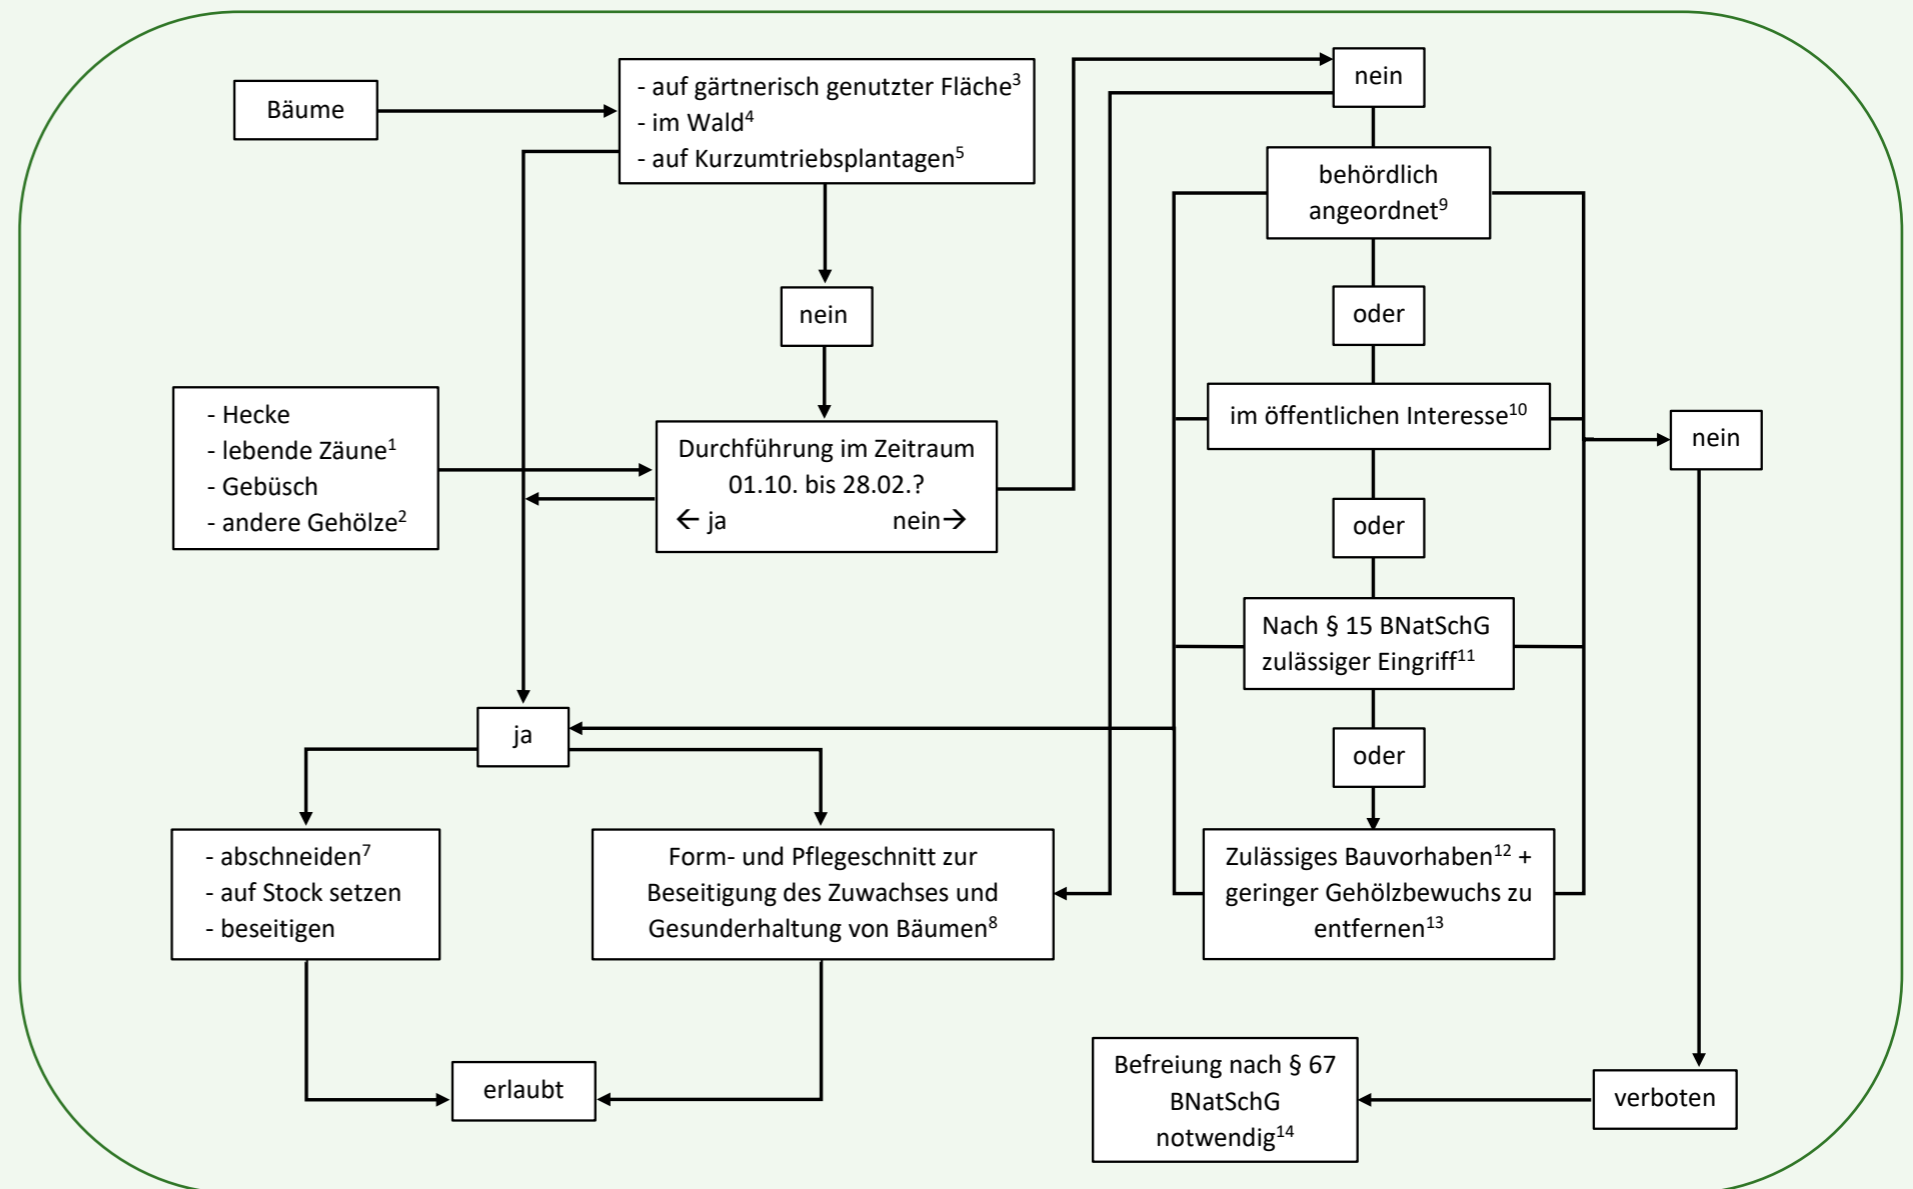 Bäume
- auf gärtnerisch genutzter Fläche³
- im Wald⁴
- auf Kurzumtriebsplantagen⁵
nein
nein
- Hecke
- lebende Zäune¹
- Gebüsch
- andere Gehölze²
Durchführung im Zeitraum
01.10. bis 28.02.?
← ja nein→
behördlich
angeordnet⁹
oder
im öffentlichen Interesse¹⁰
oder
Nach § 15 BNatSchG
zulässiger Eingriff¹¹
oder
Zulässiges Bauvorhaben¹² +
geringer Gehölzbewuchs zu
entfernen¹³
nein
ja
- abschneiden⁷
- auf Stock setzen
- beseitigen
Form- und Pflegeschnitt zur
Beseitigung des Zuwachses und
Gesunderhaltung von Bäumen⁸
erlaubt
Befreiung nach § 67
BNatSchG
notwendig¹⁴
verboten